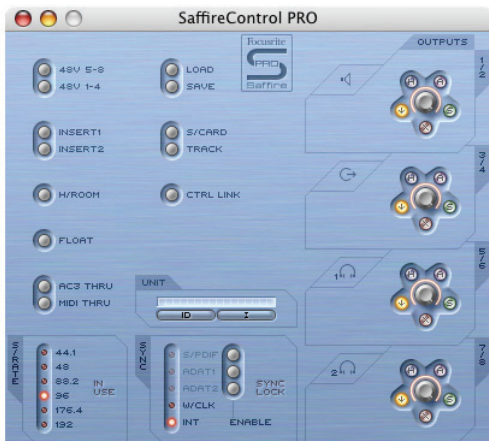 SaffireControl PRO
Focusrite
PRO
Saffire
48V 5-8
48V 1-4
LOAD
SAVE
INSERT1
INSERT2
S/CARD
TRACK
H/ROOM
CTRL LINK
FLOAT
AC3 THRU
MIDI THRU
UNIT
ID
I
S/RATE
44.1
48
88.2
96
176.4
192
IN
USE
SYNC
S/PDIF
ADAT1
ADAT2
W/CLK
INT
SYNC
LOCK
ENABLE
OUTPUTS
1/2
3/4
5/6
1
7/8
2